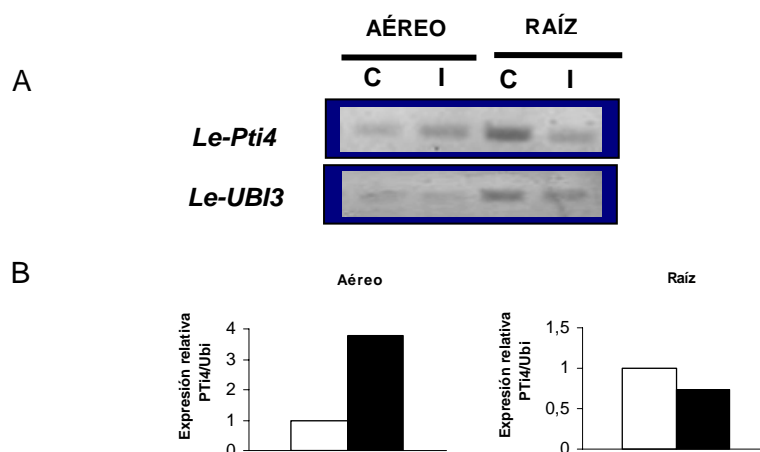 AÉREO RAÍZ
A
C I C I
Le-Pti4
Le-UBI3
B
Aéreo
Expresión relativa
PTi4/Ubi
4
3
2
1
0
Raíz
Expresión relativa
PTi4/Ubi
1,5
1
0,5
0